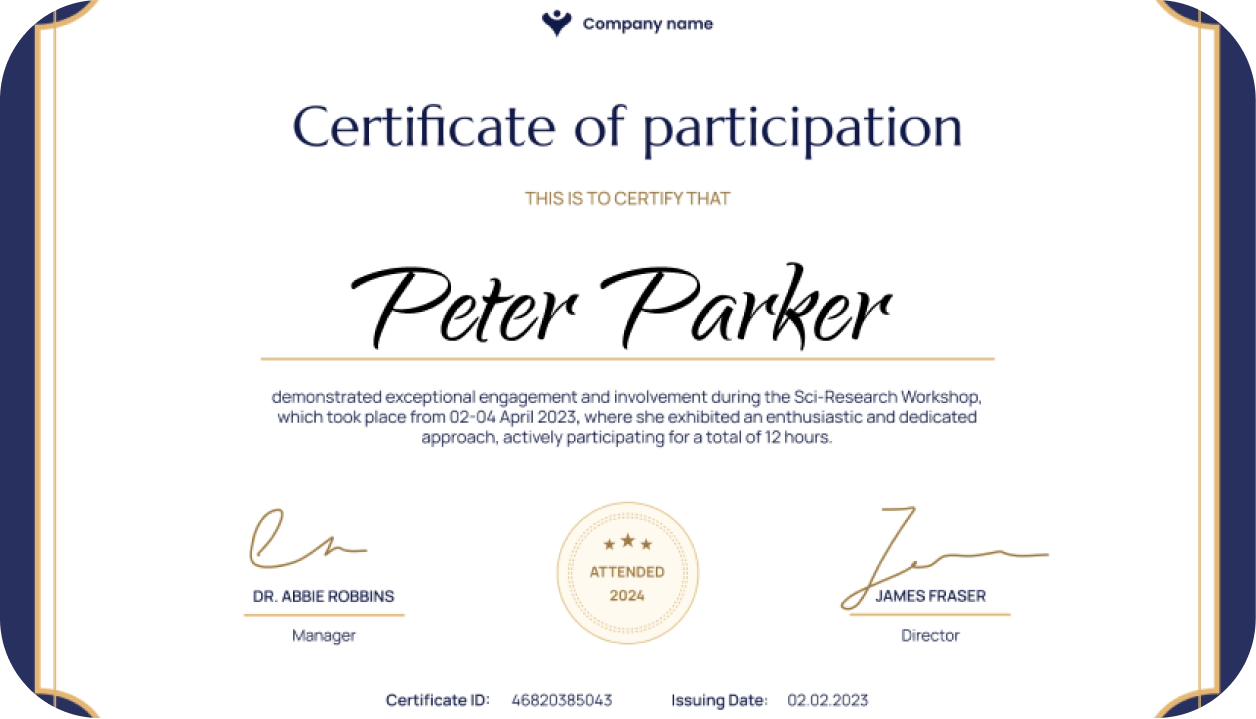 Company name
Certificate of participation
THIS IS TO CERTIFY THAT
Peter Parker
demonstrated exceptional engagement and involvement during the Sci-Research Workshop,
which took place from 02-04 April 2023, where she exhibited an enthusiastic and dedicated
approach, actively participating for a total of 12 hours.
ATTENDED
2024
DR. ABBIE ROBBINS
JAMES FRASER
Manager
Director
Certificate ID: 46820385043 Issuing Date: 02.02.2023